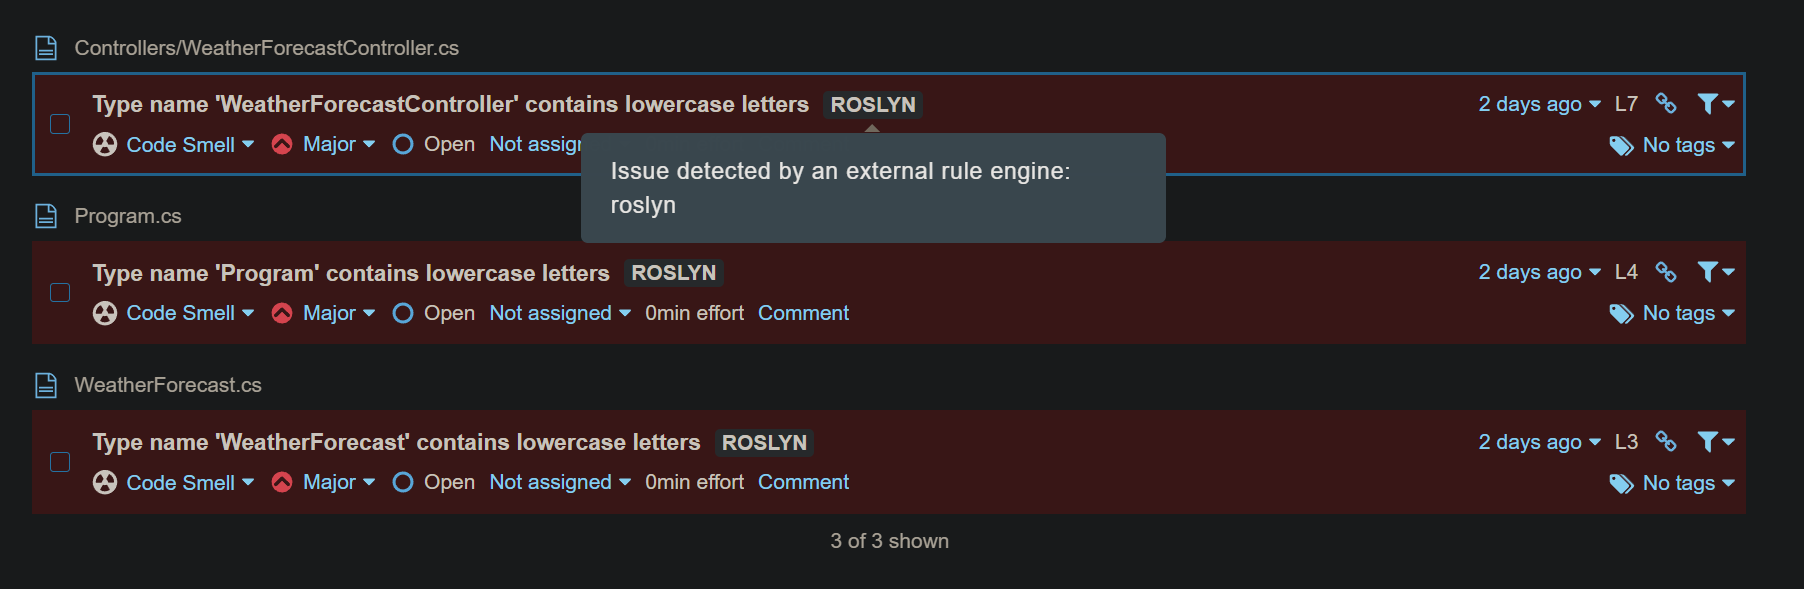 Controllers/WeatherForecastController.cs
Type name 'WeatherForecastController' contains lowercase letters ROSLYN 2 days ago L7
Code Smell Major Open Not assign No tags
Issue detected by an external rule engine:
roslyn
Program.cs
Type name 'Program' contains lowercase letters ROSLYN 2 days ago L4
Code Smell Major Open Not assigned 0min effort Comment No tags
WeatherForecast.cs
Type name 'WeatherForecast' contains lowercase letters ROSLYN 2 days ago L3
Code Smell Major Open Not assigned 0min effort Comment No tags
3 of 3 shown